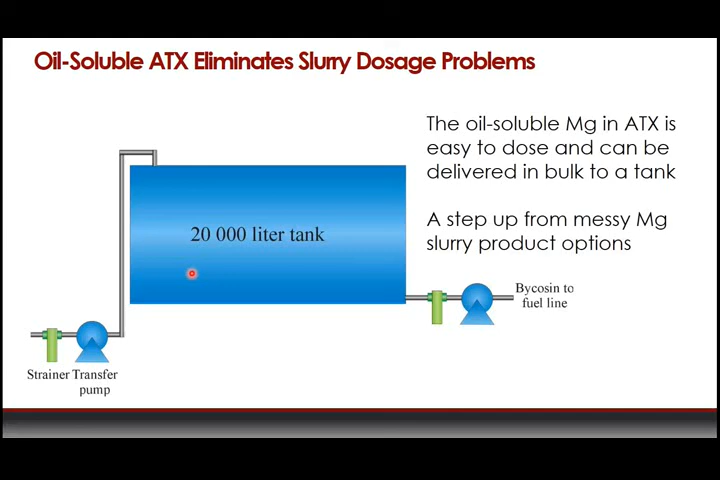 Oil-Soluble ATX Eliminates Slurry Dosage Problems
The oil-soluble Mg in ATX is
easy to dose and can be
delivered in bulk to a tank
A step up from messy Mg
slurry product options
20 000 liter tank
Bycosin to
fuel line
Strainer Transfer
pump